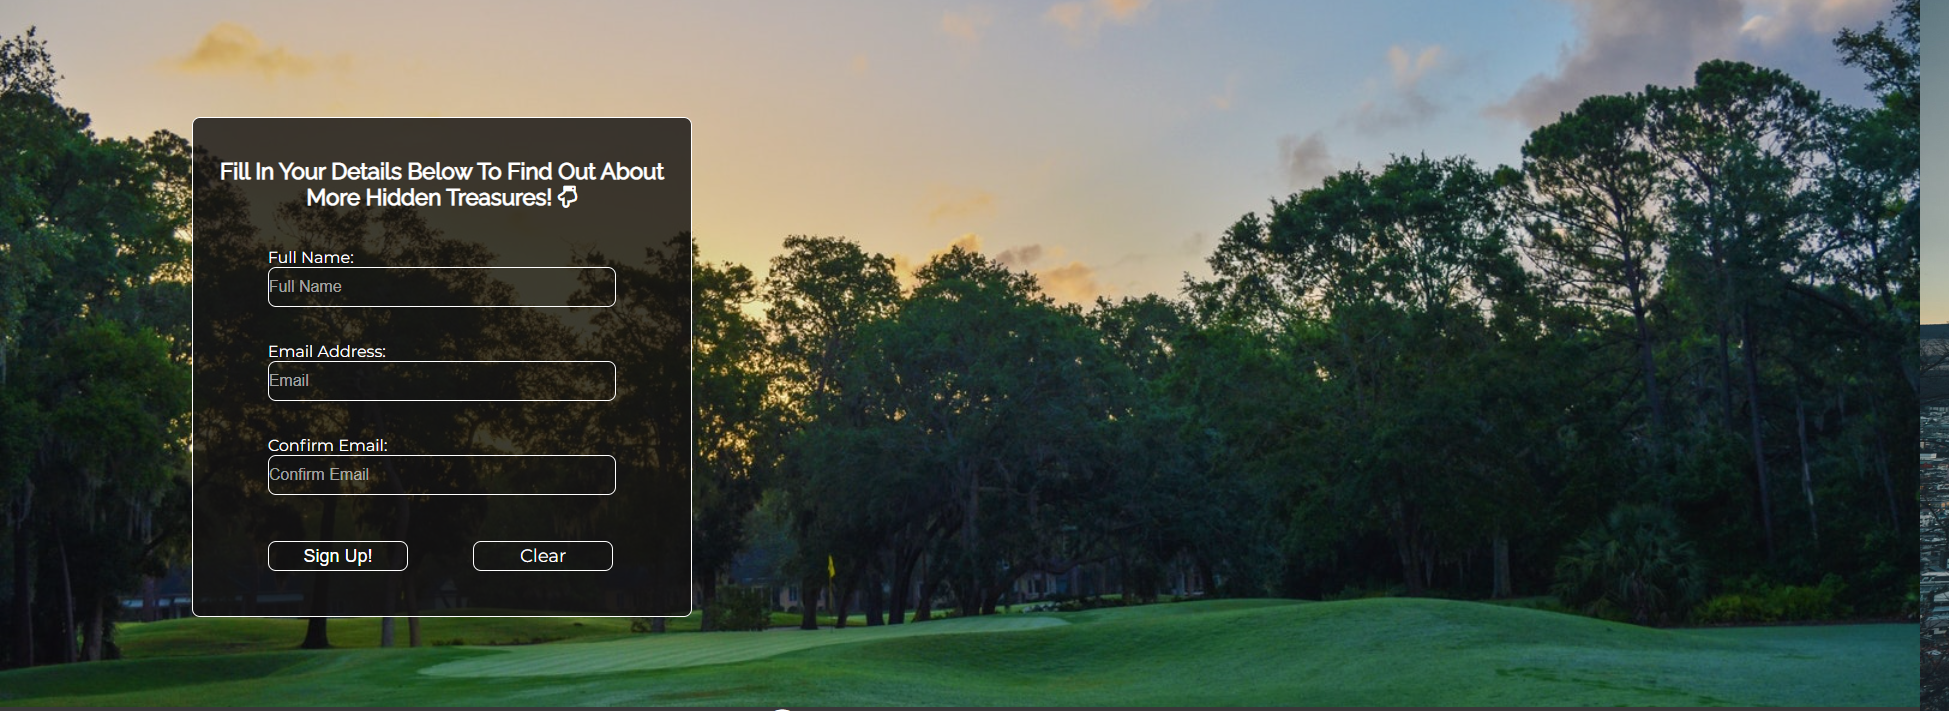 Fill In Your Details Below To Find Out About
More Hidden Treasures!
Full Name:
Full Name
Email Address:
Email
Confirm Email:
Confirm Email
Sign Up! Clear